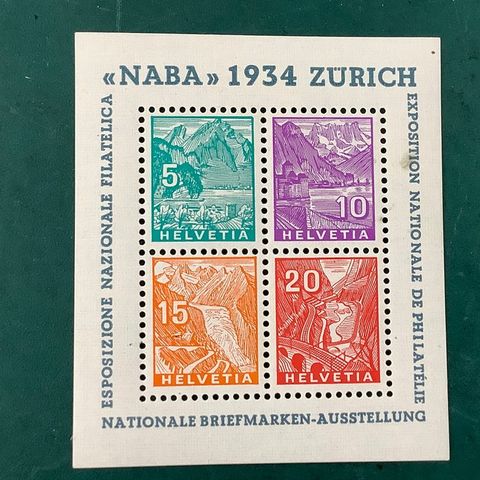 «NABA» 1934 ZÜRICH
ESPOSIZIONE NAZIONALE FILATELICA
EXPOSITION NATIONALE DE PHILATÉLIE
5
HELVETIA
10
HELVETIA
15
HELVETIA
20
HELVETIA
NATIONALE BRIEFMARKEN-AUSSTELLUNG